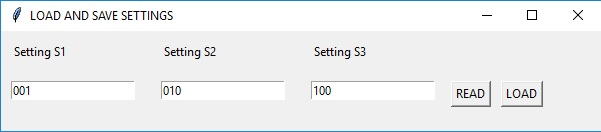 LOAD AND SAVE SETTINGS
Setting S1 Setting S2 Setting S3
001 010 100 READ LOAD